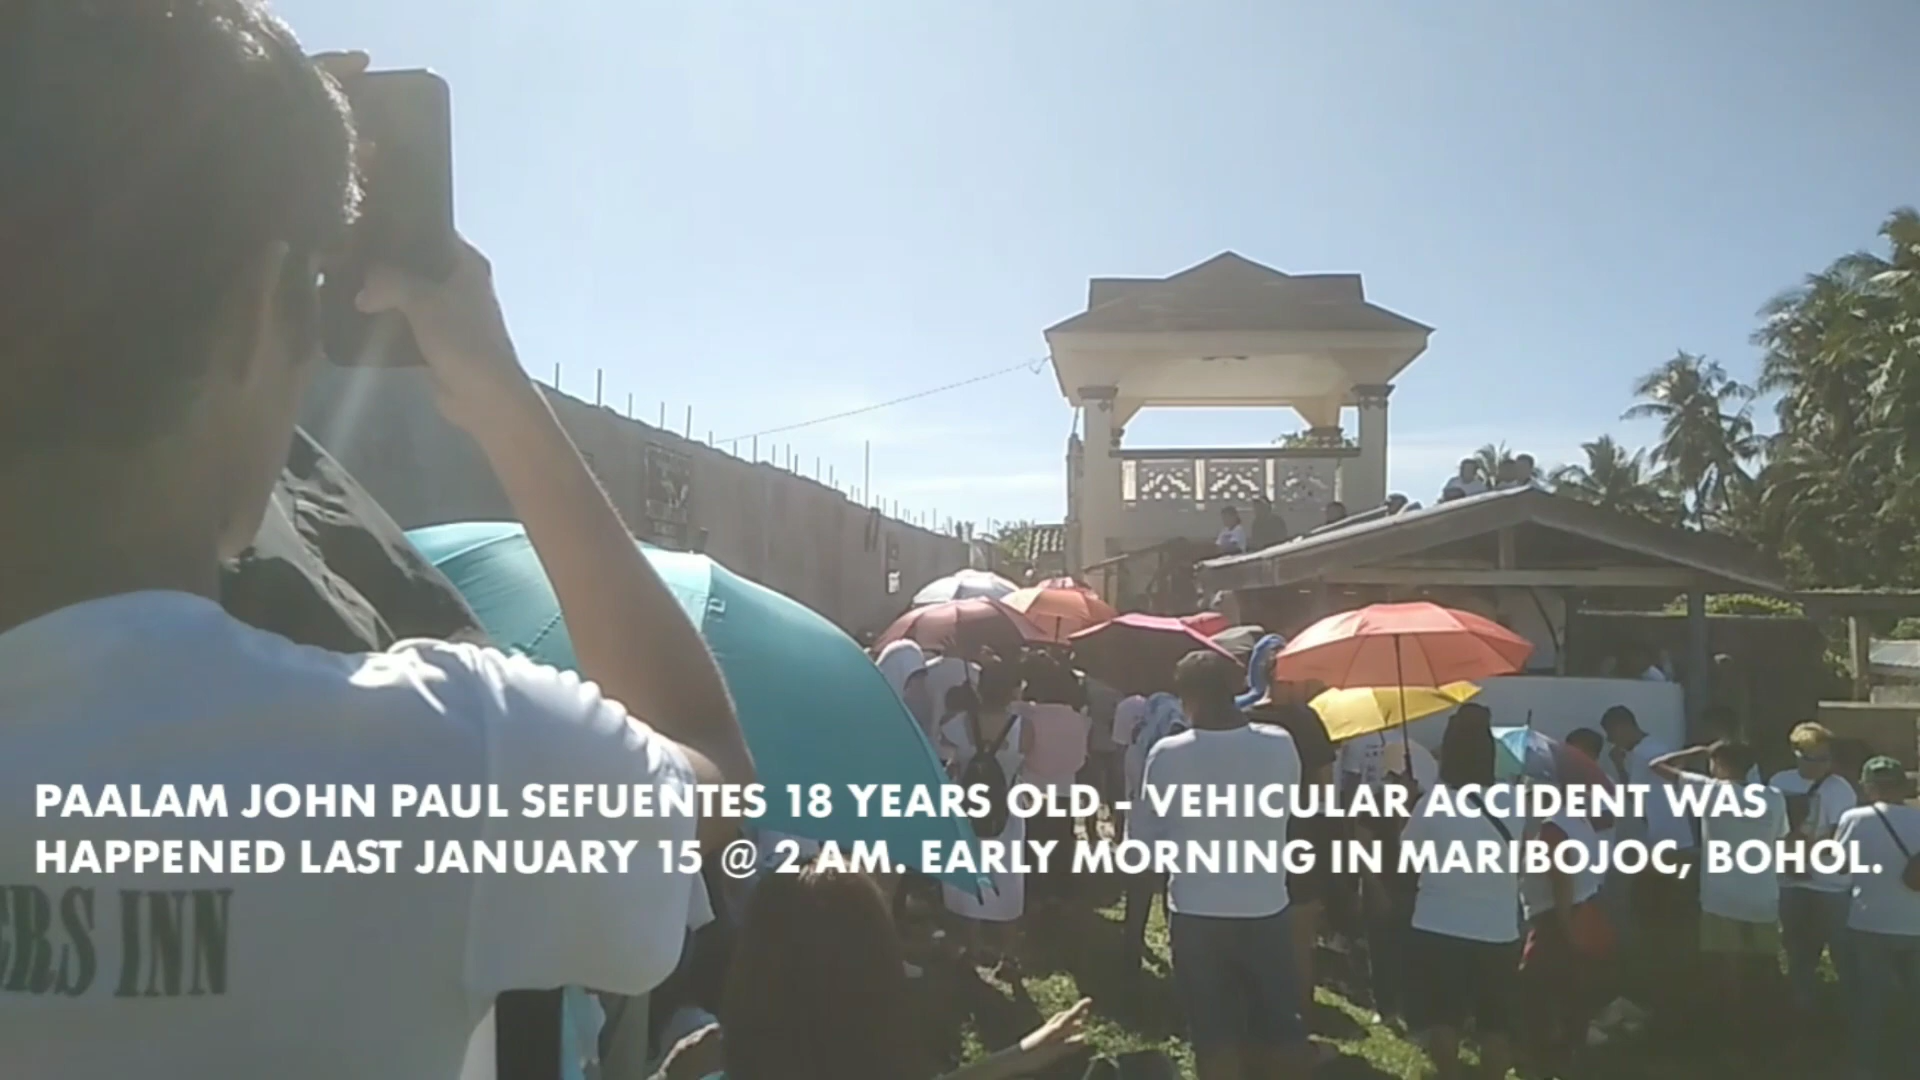 PAALAM JOHN PAUL SEFUENTES 18 YEARS OLD - VEHICULAR ACCIDENT WAS
HAPPENED LAST JANUARY 15 @ 2 AM. EARLY MORNING IN MARIBOJOC, BOHOL.
ERS INN